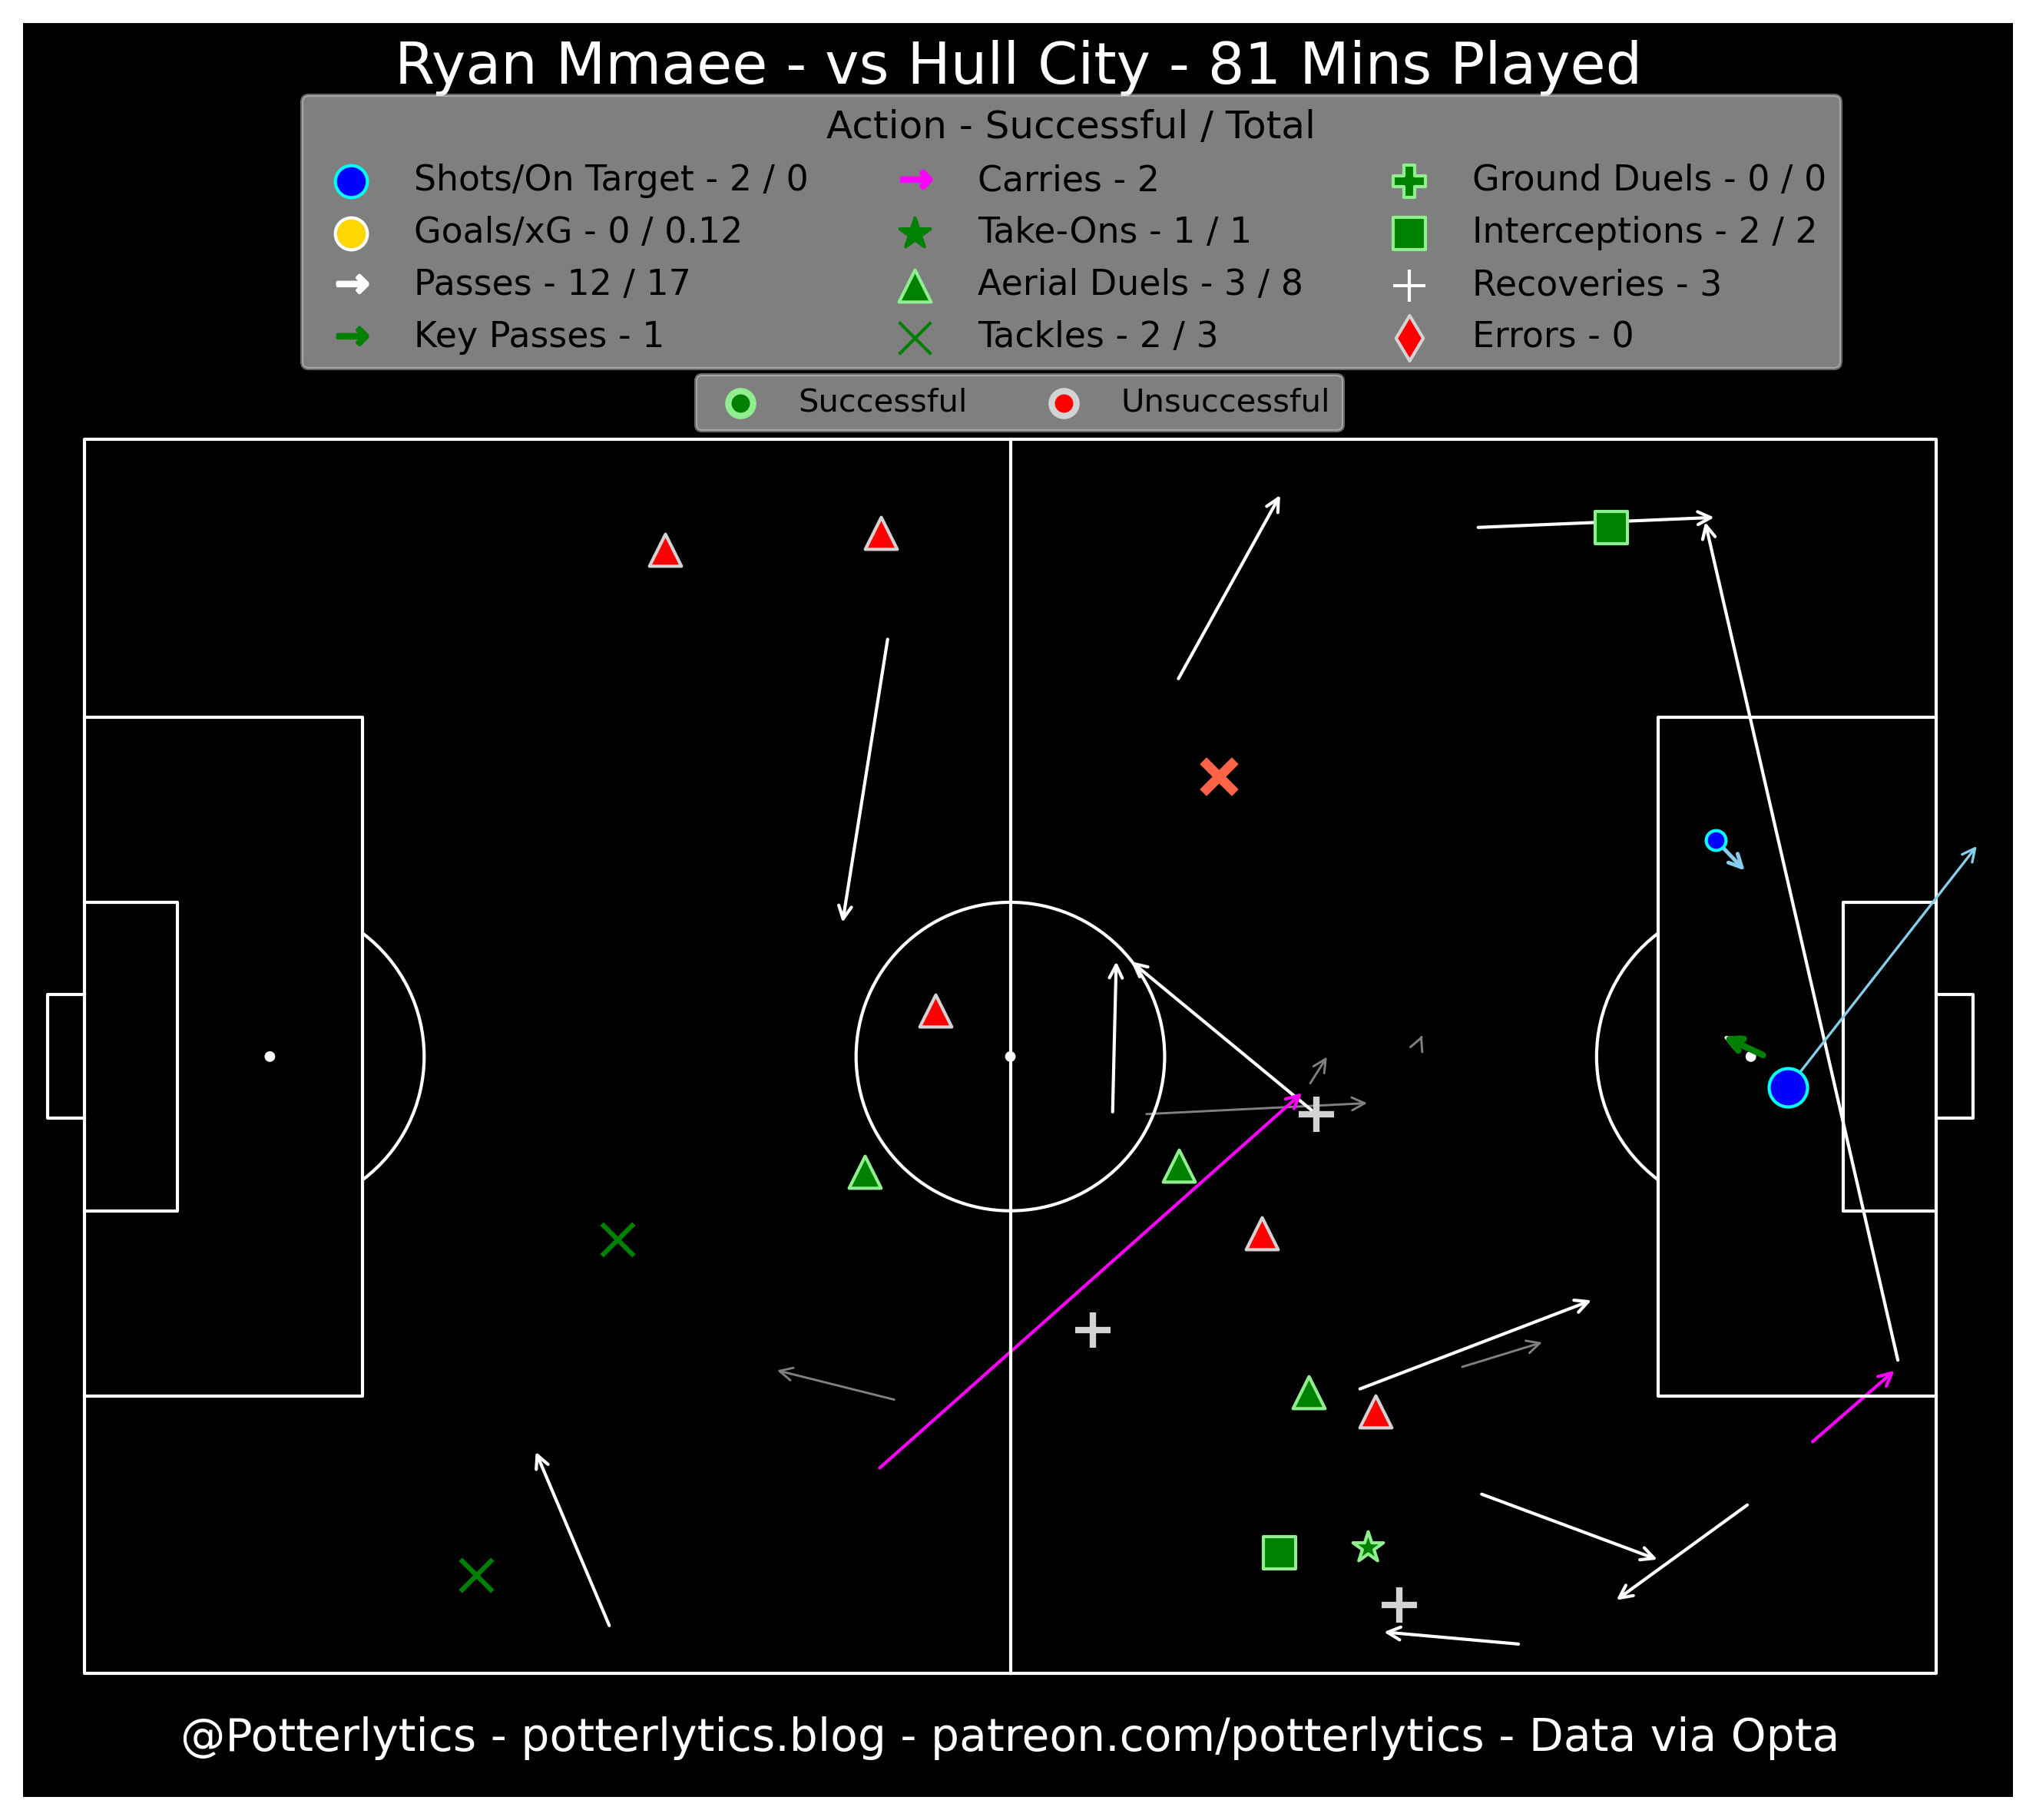 Ryan Mmaee - vs Hull City - 81 Mins Played
Action - Successful / Total
Shots/On Target - 2 / 0
Carries - 2
Ground Duels - 0 / 0
Goals/xG - 0 / 0.12
Take-Ons - 1 / 1
Interceptions - 2 / 2
Passes - 12 / 17
Aerial Duels - 3 / 8
Recoveries - 3
Key Passes - 1
Tackles - 2 / 3
Errors - 0
Successful
Unsuccessful
@Potterlytics - potterlytics.blog - patreon.com/potterlytics - Data via Opta